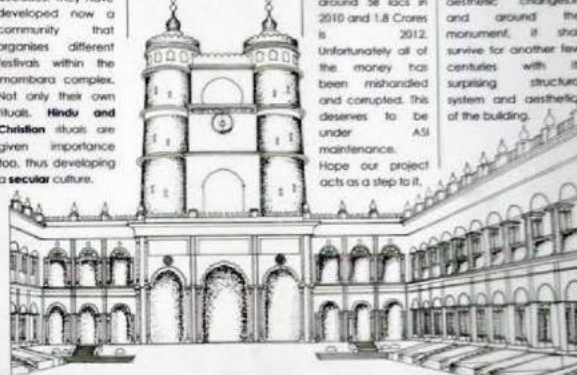 developed now a
community that
organises different
festivals within the
mambara complex.
Not only their own
rituals, Hindu and
Christian rituals are
given importance
too, thus developing
a secular culture.
around 58 lacs in
2010 and 1.8 Crores
is 2012.
Unfortunately all of
the money has
been mishandled
and corrupted. This
deserves to be
under ASI
maintenance.
Hope our project
acts as a step to it.
aesthetic
and around the
monument, it shall
survive for another few
centuries with
surprising structural
system and aesthetic
of the building.